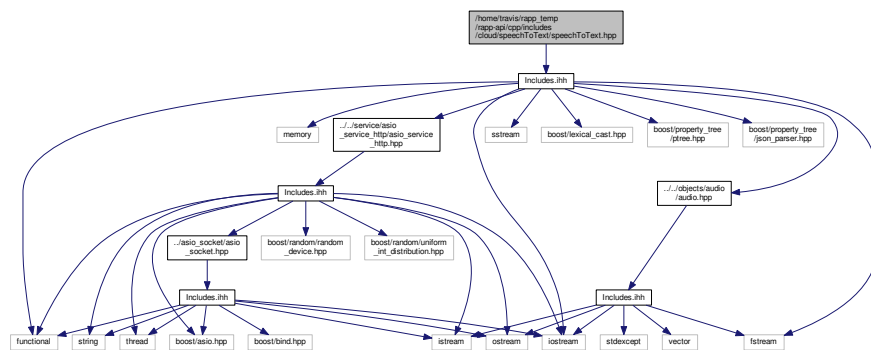 /home/travis/rapp_temp
/rapp-api/cpp/includes
/cloud/speechToText/speechToText.hpp
Includes.ihh
memory
../../service/asio
_service_http/asio_service
_http.hpp
sstream
boost/lexical_cast.hpp
boost/property_tree
/ptree.hpp
boost/property_tree
/json_parser.hpp
Includes.ihh
../../objects/audio
/audio.hpp
../asio_socket/asio
_socket.hpp
boost/random/random
_device.hpp
boost/random/uniform
_int_distribution.hpp
Includes.ihh
Includes.ihh
functional
string
thread
boost/asio.hpp
boost/bind.hpp
istream
ostream
iostream
stdexcept
vector
fstream